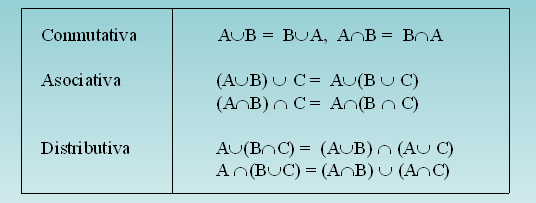 Conmutativa A∪B = B∪A, A∩B = B∩A
Asociativa (A∪B) ∪ C = A∪(B ∪ C)
(A∩B) ∩ C = A∩(B ∩ C)
Distributiva A∪(B∩C) = (A∪B) ∩ (A∪ C)
A ∩(B∪C) = (A∩B) ∪ (A∩C)